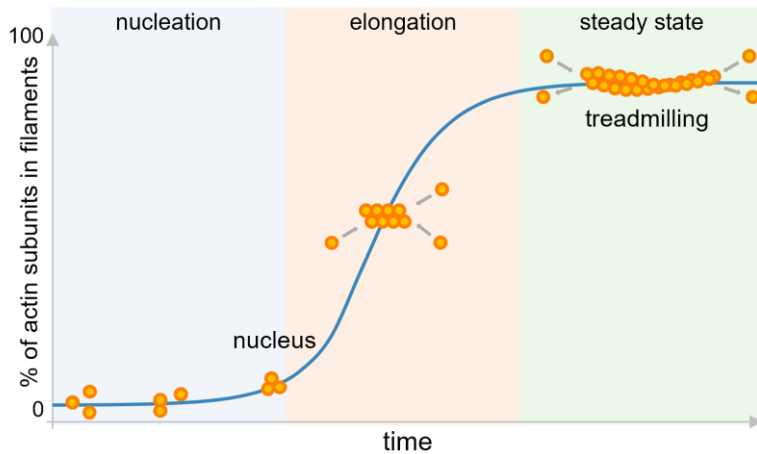 nucleation
elongation
steady state
100
% of actin subunits in filaments
treadmilling
nucleus
0
time